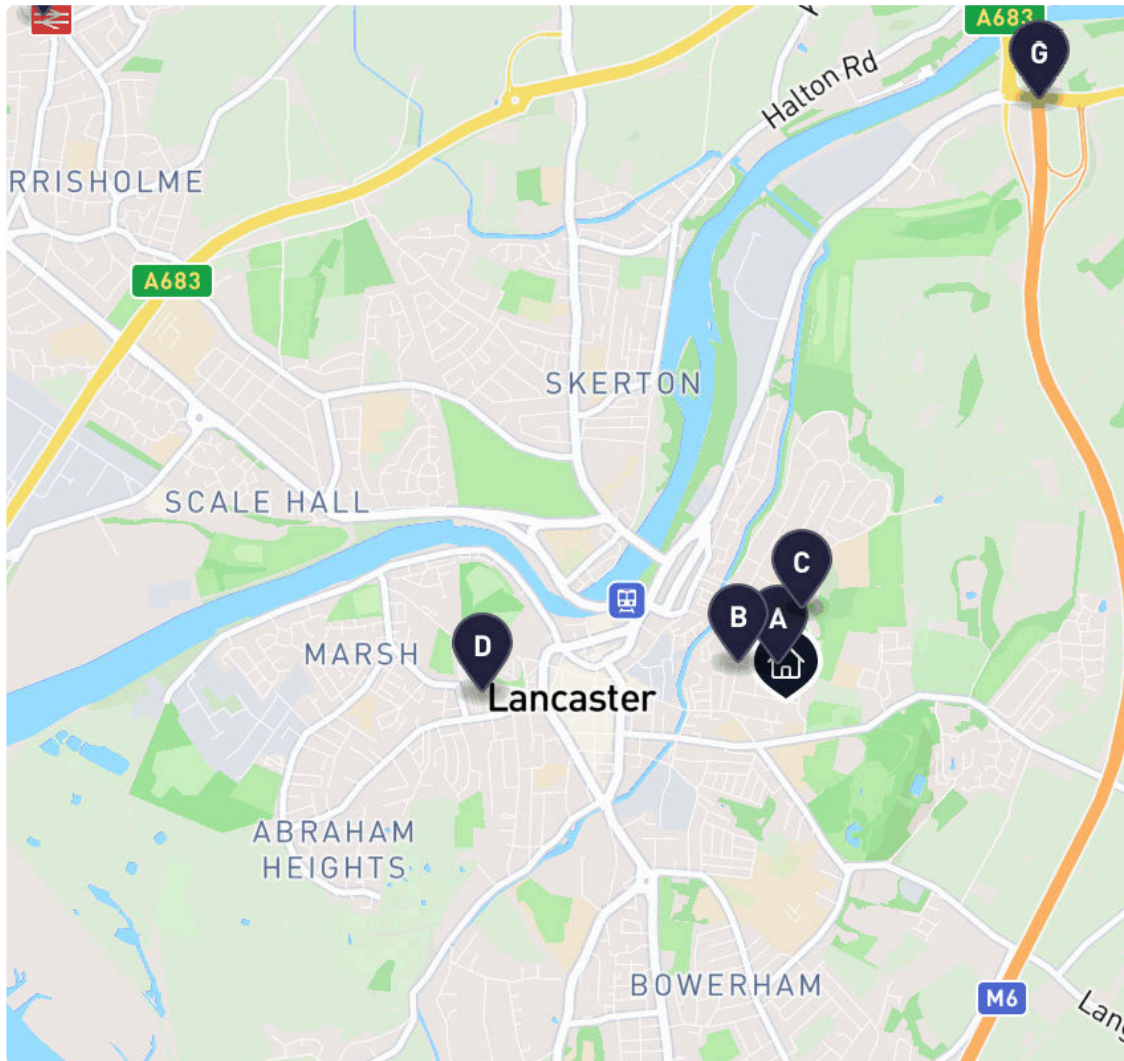 A683
G
Halton Rd
RRISHOLME
A683
SKERTON
SCALE HALL
C
B
A
D
MARSH
Lancaster
ABRAHAM
HEIGHTS
BOWERHAM
M6
Lang